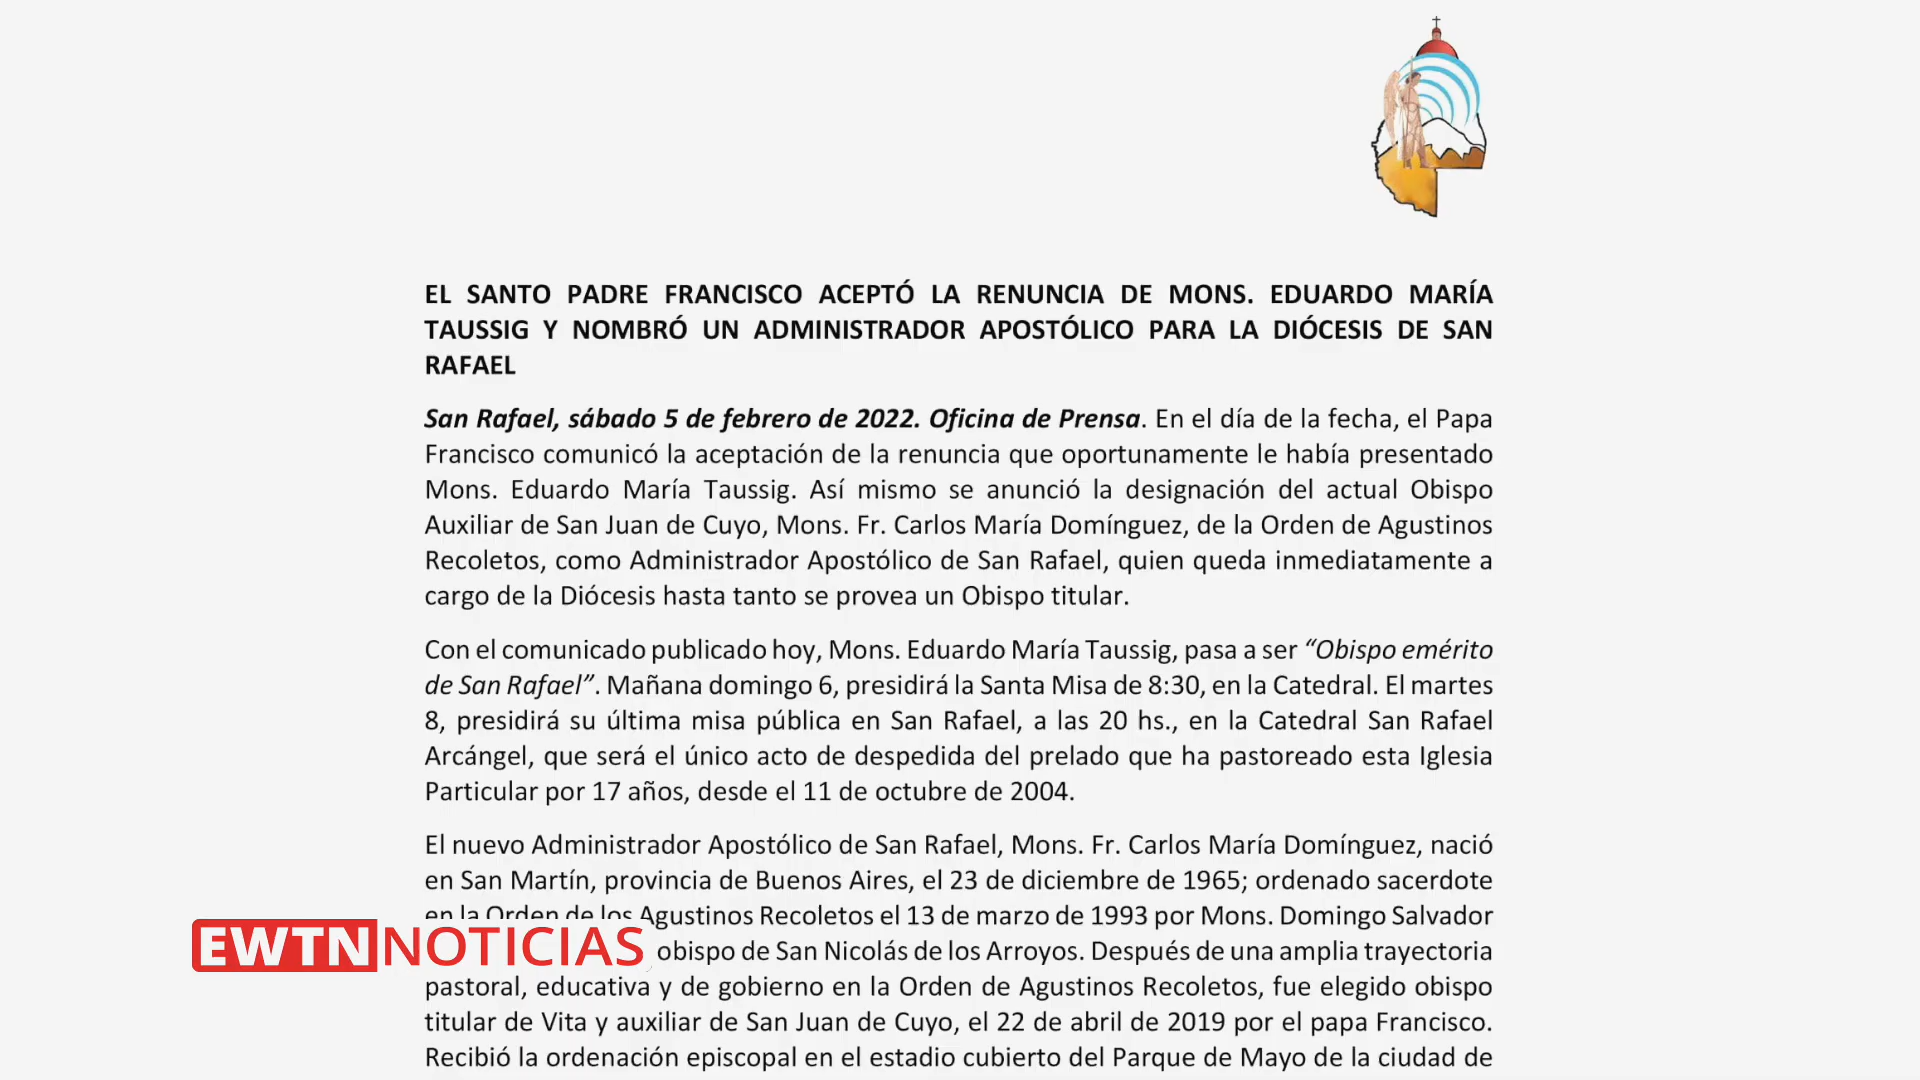 EL SANTO PADRE FRANCISCO ACEPTÓ LA RENUNCIA DE MONS. EDUARDO MARÍA
TAUSSIG Y NOMBRÓ UN ADMINISTRADOR APOSTÓLICO PARA LA DIÓCESIS DE SAN
RAFAEL
San Rafael, sábado 5 de febrero de 2022. Oficina de Prensa. En el día de la fecha, el Papa
Francisco comunicó la aceptación de la renuncia que oportunamente le había presentado
Mons. Eduardo María Taussig. Así mismo se anunció la designación del actual Obispo
Auxiliar de San Juan de Cuyo, Mons. Fr. Carlos María Domínguez, de la Orden de Agustinos
Recoletos, como Administrador Apostólico de San Rafael, quien queda inmediatamente a
cargo de la Diócesis hasta tanto se provea un Obispo titular.
Con el comunicado publicado hoy, Mons. Eduardo María Taussig, pasa a ser “Obispo emérito
de San Rafael”. Mañana domingo 6, presidirá la Santa Misa de 8:30, en la Catedral. El martes
8, presidirá su última misa pública en San Rafael, a las 20 hs., en la Catedral San Rafael
Arcángel, que será el único acto de despedida del prelado que ha pastoreado esta Iglesia
Particular por 17 años, desde el 11 de octubre de 2004.
El nuevo Administrador Apostólico de San Rafael, Mons. Fr. Carlos María Domínguez, nació
en San Martín, provincia de Buenos Aires, el 23 de diciembre de 1965; ordenado sacerdote
en la Orden de los Agustinos Recoletos el 13 de marzo de 1993 por Mons. Domingo Salvador
EWTN NOTICIAS
obispo de San Nicolás de los Arroyos. Después de una amplia trayectoria
pastoral, educativa y de gobierno en la Orden de Agustinos Recoletos, fue elegido obispo
titular de Vita y auxiliar de San Juan de Cuyo, el 22 de abril de 2019 por el papa Francisco.
Recibió la ordenación episcopal en el estadio cubierto del Parque de Mayo de la ciudad de